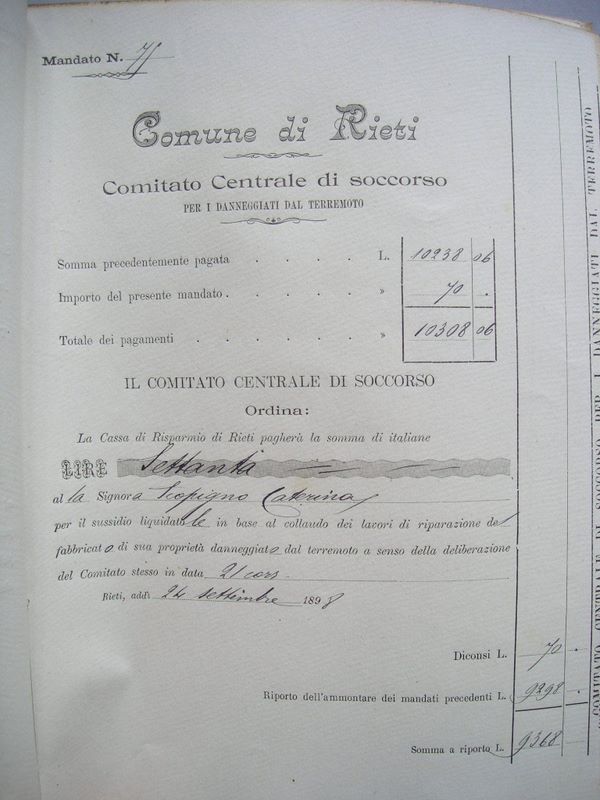 Mandato N. 71
Comune di Rieti
Comitato Centrale di soccorso
PER I DANNEGGIATI DAL TERREMOTO
Somma precedentemente pagata . . . . L. 10238 06
Importo del presente mandato . . . . . » 70 .
Totale dei pagamenti . . . . . . » 10308 06
IL COMITATO CENTRALE DI SOCCORSO
Ordina:
La Cassa di Risparmio di Rieti pagherà la somma di italiane
LIRE Settanta
al la Signora Scopigno Caterina
per il sussidio liquidatole in base al collaudo dei lavori di riparazione del
fabbricato di sua proprietà danneggiato dal terremoto a senso della deliberazione
del Comitato stesso in data 21 cors.
Rieti, addì 24 settembre 1898
Diconsi L. 70 .
Riporto dell'ammontare dei mandati precedenti L. 9298 .
Somma a riporto L. 9368
COMITATO CENTRALE DI SOCCORSO PER I DANNEGGIATI DAL TERREMOTO